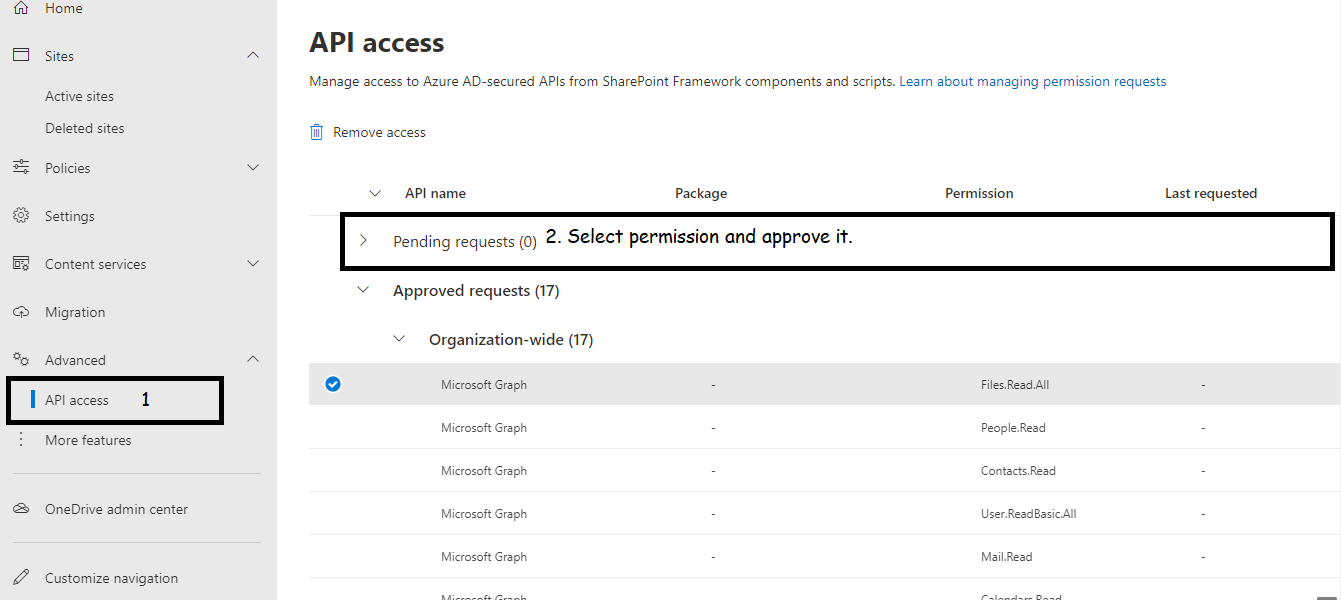 Home
Sites
Active sites
Deleted sites
Policies
Settings
Content services
Migration
Advanced
API access 1
More features
OneDrive admin center
Customize navigation
API access
Manage access to Azure AD-secured APIs from SharePoint Framework components and scripts. Learn about managing permission requests
Remove access
API name Package Permission Last requested
Pending requests (0) 2. Select permission and approve it.
Approved requests (17)
Organization-wide (17)
Microsoft Graph - Files.Read.All -
Microsoft Graph - People.Read -
Microsoft Graph - Contacts.Read -
Microsoft Graph - User.ReadBasic.All -
Microsoft Graph - Mail.Read -
Microsoft Graph Calendars.Read